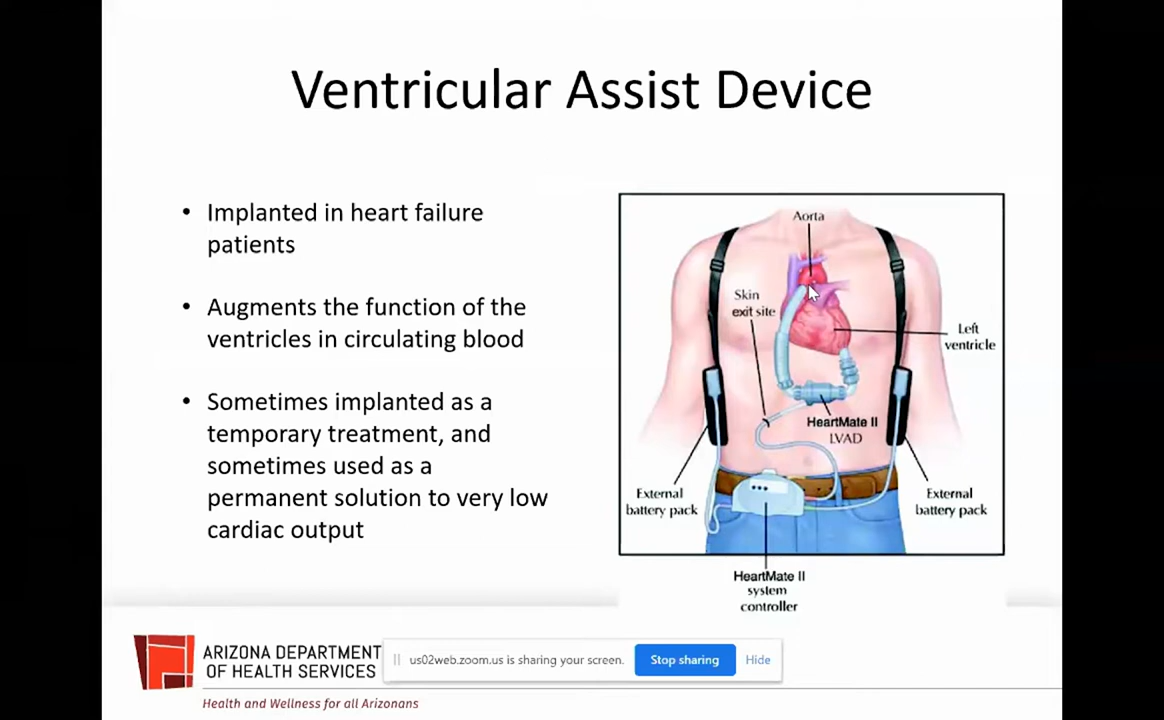 Ventricular Assist Device
• Implanted in heart failure
patients
• Augments the function of the
ventricles in circulating blood
• Sometimes implanted as a
temporary treatment, and
sometimes used as a
permanent solution to very low
cardiac output
Aorta
Skin
exit site
Left
ventricle
HeartMate II
LVAD
External
battery pack
External
battery pack
HeartMate II
system
controller
ARIZONA DEPARTMENT
OF HEALTH SERVICES
Health and Wellness for all Arizonans
us02web.zoom.us is sharing your screen.
Stop sharing
Hide